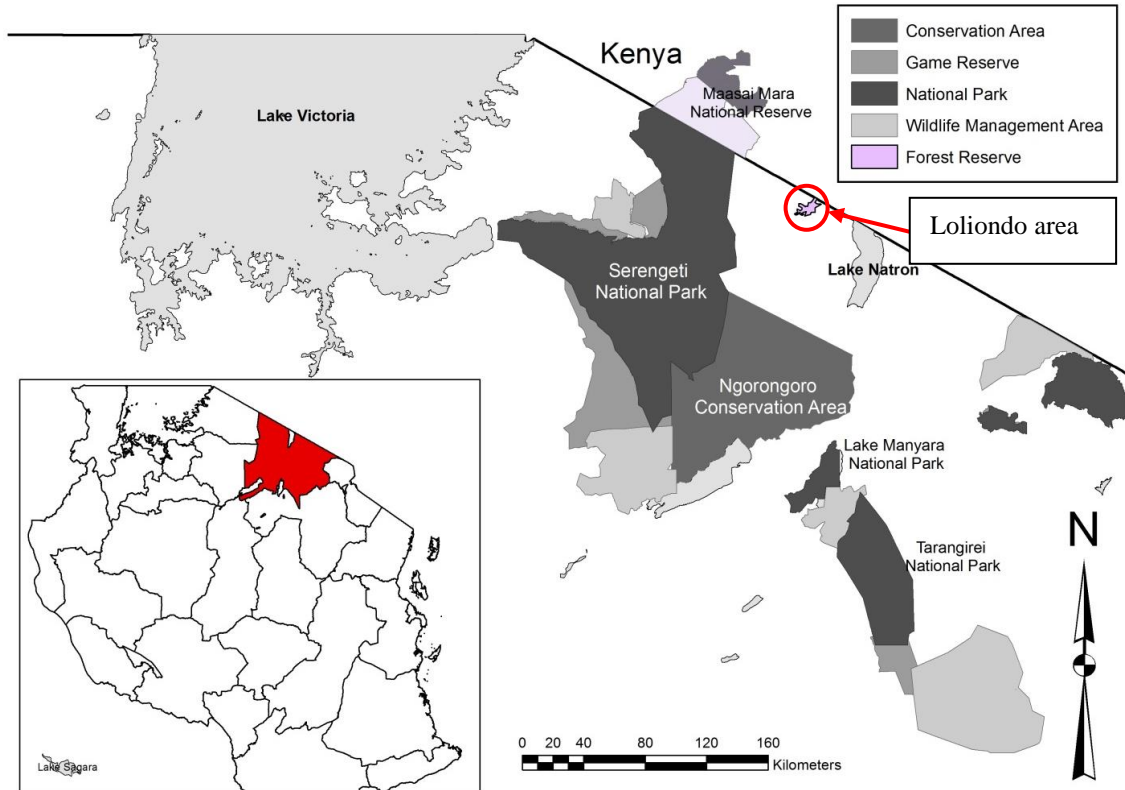 Kenya
Maasai Mara
National Reserve
Lake Victoria
Conservation Area
Game Reserve
National Park
Wildlife Management Area
Forest Reserve
Loliondo area
Lake Natron
Serengeti
National Park
Ngorongoro
Conservation Area
Lake Manyara
National Park
Tarangirei
National Park
N
Lake Sagara
0 20 40 80 120 160
Kilometers